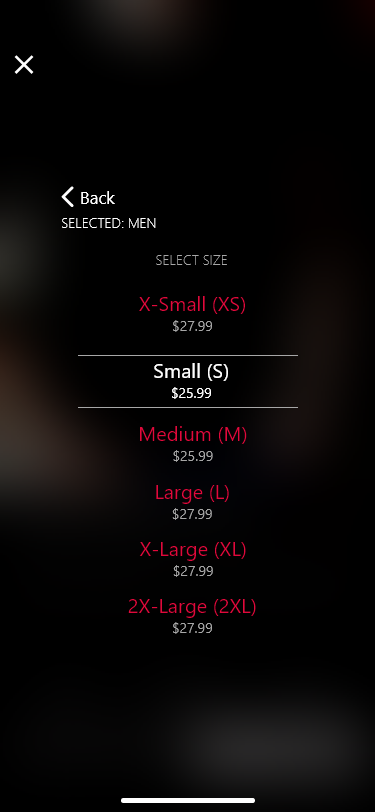 Back
SELECTED: MEN
SELECT SIZE
X-Small (XS)
$27.99
Small (S)
$25.99
Medium (M)
$25.99
Large (L)
$27.99
X-Large (XL)
$27.99
2X-Large (2XL)
$27.99